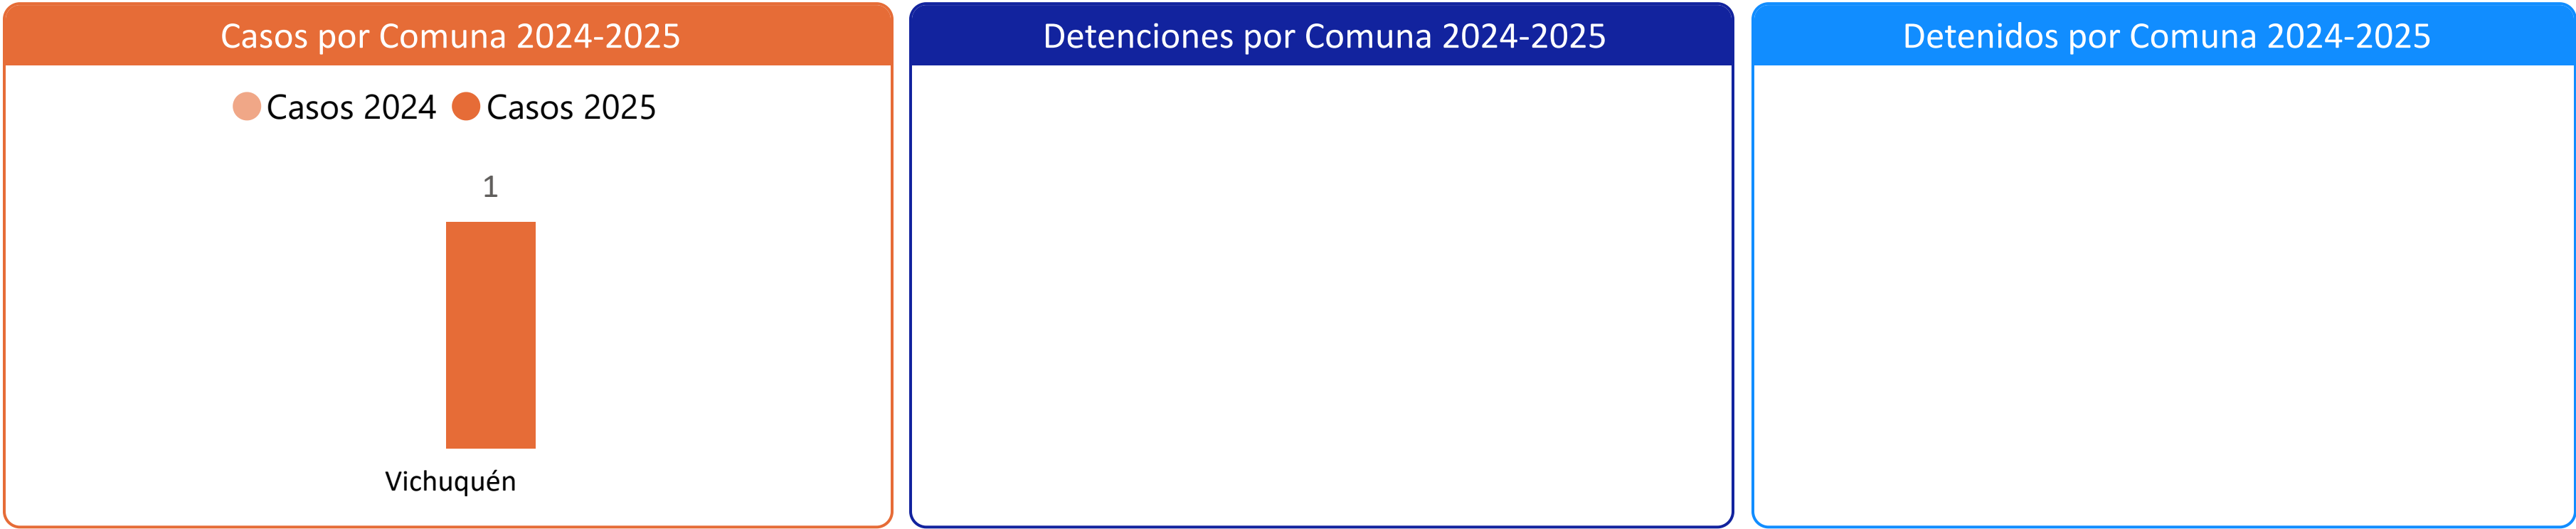 Casos por Comuna 2024-2025
Casos 2024 Casos 2025
1
Vichuquén
Detenciones por Comuna 2024-2025
Detenidos por Comuna 2024-2025